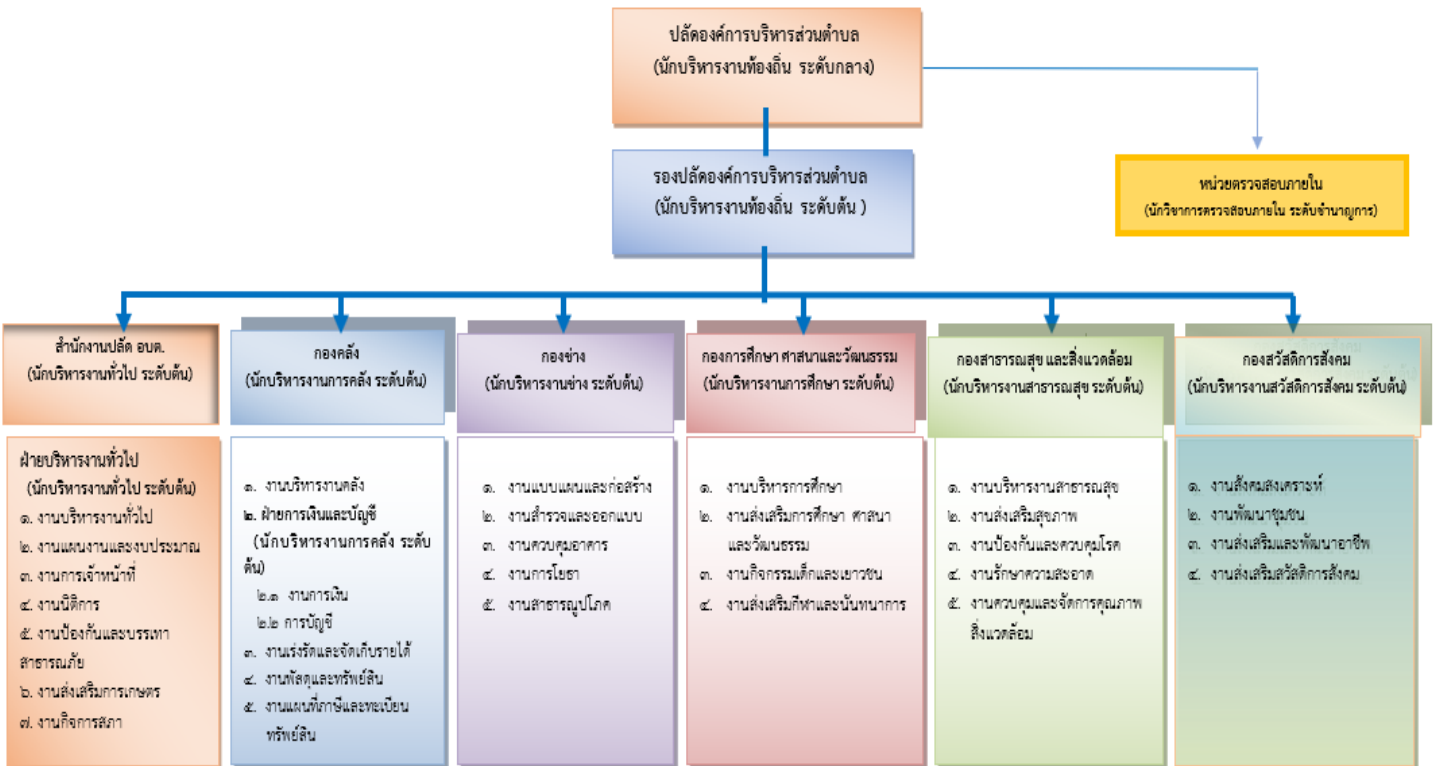 ปลัดองค์การบริหารส่วนตำบล
(นักบริหารงานท้องถิ่น ระดับกลาง)
รองปลัดองค์การบริหารส่วนตำบล
(นักบริหารงานท้องถิ่น ระดับต้น )
หน่วยตรวจสอบภายใน
(นักวิชาการตรวจสอบภายใน ระดับชำนาญการ)
สำนักงานปลัด อบต.
(นักบริหารงานทั่วไป ระดับต้น)
กองคลัง
(นักบริหารงานการคลัง ระดับต้น)
กองช่าง
(นักบริหารงานช่าง ระดับต้น)
กองการศึกษา ศาสนาและวัฒนธรรม
(นักบริหารงานการศึกษา ระดับต้น)
กองสาธารณสุข และสิ่งแวดล้อม
(นักบริหารงานสาธารณสุข ระดับต้น)
กองสวัสดิการสังคม
(นักบริหารงานสวัสดิการสังคม ระดับต้น)
ฝ่ายบริหารงานทั่วไป
(นักบริหารงานทั่วไป ระดับต้น)
๑. งานบริหารงานทั่วไป
๒. งานแผนงานและงบประมาณ
๓. งานการเจ้าหน้าที่
๔. งานนิติการ
๕. งานป้องกันและบรรเทา
สาธารณภัย
๖. งานส่งเสริมการเกษตร
๗. งานกิจการสภา
๑. งานบริหารงานคลัง
๒. ฝ่ายการเงินและบัญชี
(นักบริหารงานการคลัง ระดับ
ต้น)
๒.๑ งานการเงิน
๒.๒ การบัญชี
๓. งานเร่งรัดและจัดเก็บรายได้
๔. งานพัสดุและทรัพย์สิน
๕. งานแผนที่ภาษีและทะเบียน
ทรัพย์สิน
๑. งานแบบแผนและก่อสร้าง
๒. งานสำรวจและออกแบบ
๓. งานควบคุมอาคาร
๔. งานการโยธา
๕. งานสาธารณูปโภค
๑. งานบริหารการศึกษา
๒. งานส่งเสริมการศึกษา ศาสนา
และวัฒนธรรม
๓. งานกิจกรรมเด็กและเยาวชน
๔. งานส่งเสริมกีฬาและนันทนาการ
๑. งานบริหารงานสาธารณสุข
๒. งานส่งเสริมสุขภาพ
๓. งานป้องกันและควบคุมโรค
๔. งานรักษาความสะอาด
๕. งานควบคุมและจัดการคุณภาพ
สิ่งแวดล้อม
๑. งานสังคมสงเคราะห์
๒. งานพัฒนาชุมชน
๓. งานส่งเสริมและพัฒนาอาชีพ
๔. งานส่งเสริมสวัสดิการสังคม